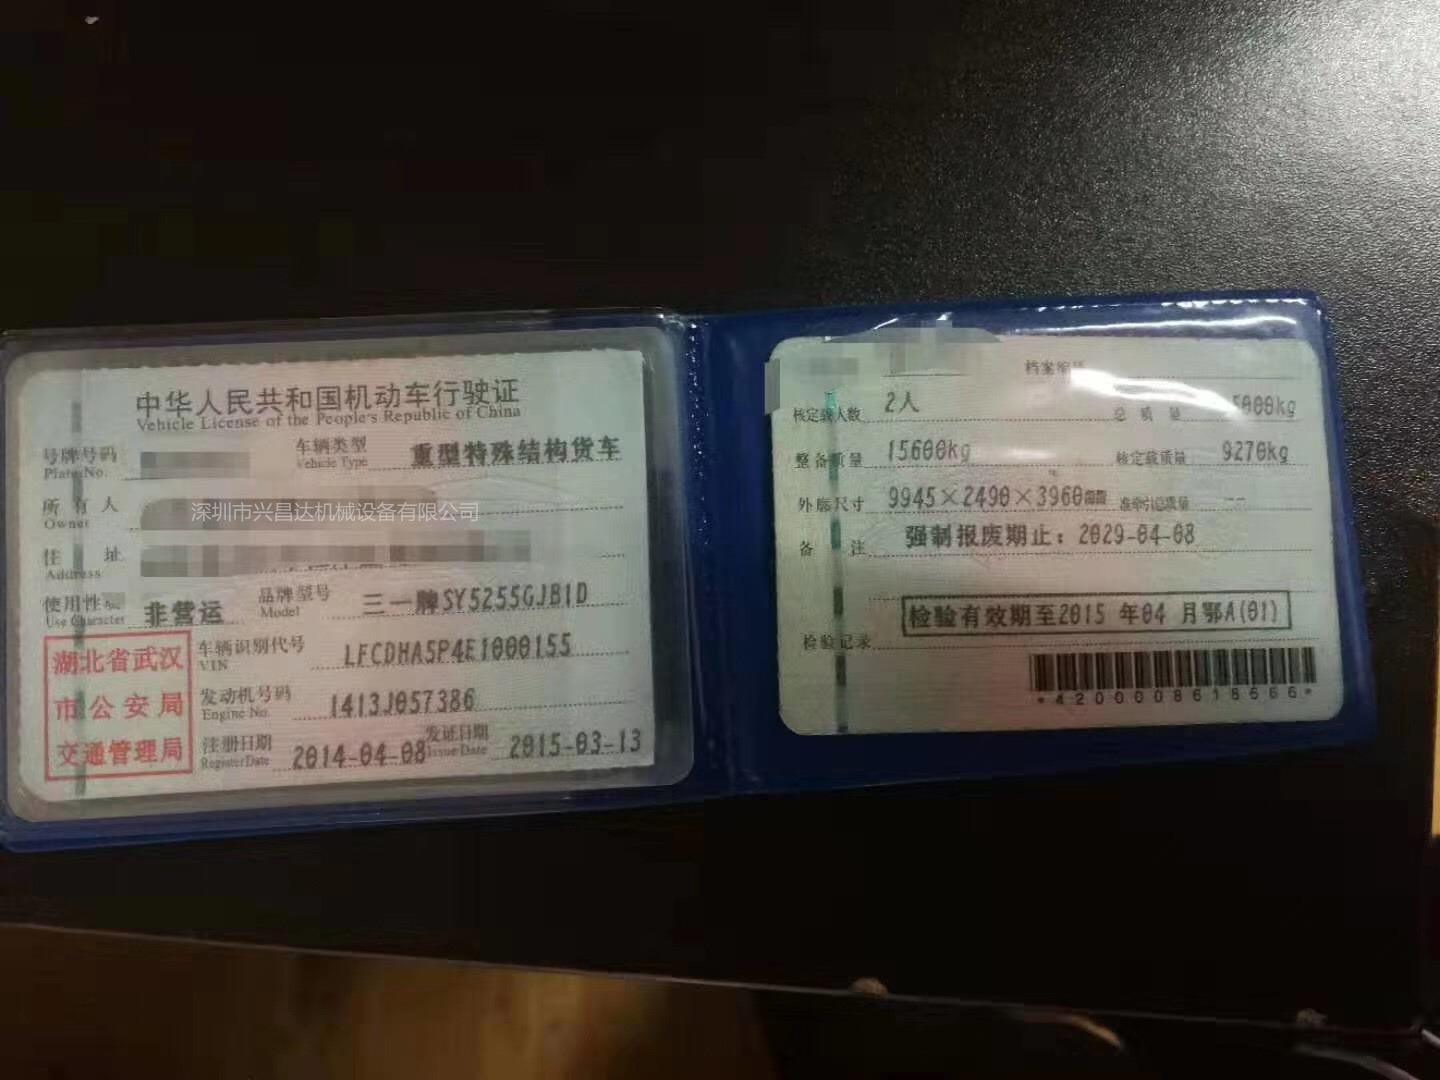 中华人民共和国机动车行驶证
Vehicle License of the People's Republic of China
号牌号码
Plate No.
车辆类型
Vehicle Type
重型特殊结构货车
所有人
Owner
深圳市兴昌达机械设备有限公司
住址
Address
使用性
Use Character
非营运
品牌型号
Model
三一牌SY5255GJB1D
湖北省武汉
市公安局
交通管理局
车辆识别代号
VIN
LFCDHA5P4E1000155
发动机号码
Engine No.
1413J057386
注册日期
Register Date
2014-04-08
发证日期
Issue Date
2015-03-13
档案编号
核定载人数 2人
总质量 5000kg
整备质量 15600kg
核定载质量 9270kg
外廓尺寸 9945×2490×3960
准牵引总质量 --
备注 强制报废期止：2029-04-08
检验有效期至2015 年04 月鄂A(01)
检验记录
*4200008618666*